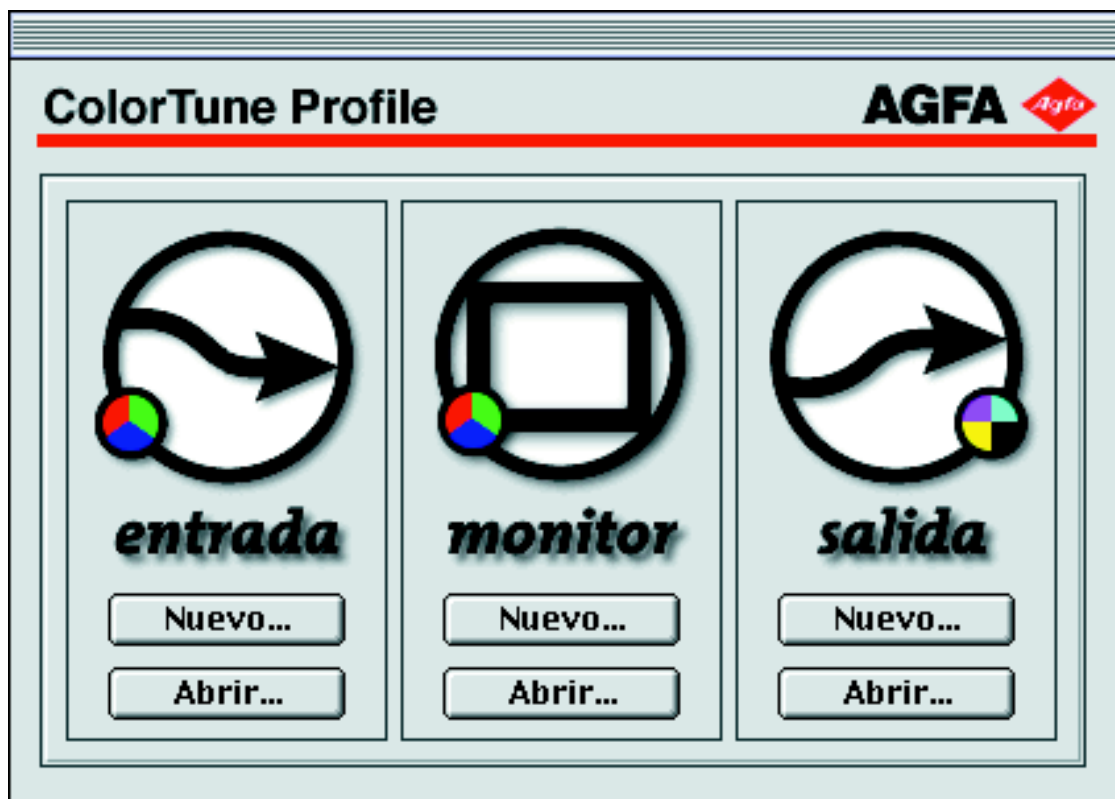 ColorTune Profile
AGFA Agfa
entrada
Nuevo...
Abrir...
monitor
Nuevo...
Abrir...
salida
Nuevo...
Abrir...